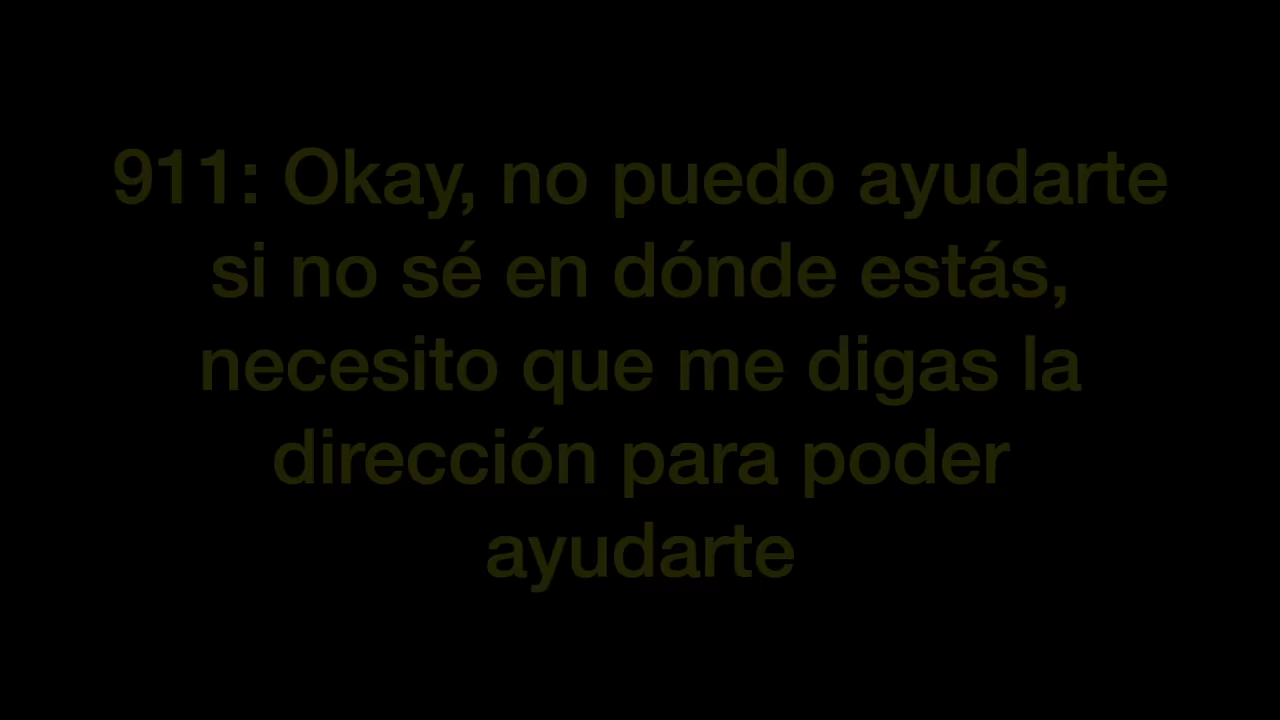 911: Okay, no puedo ayudarte
si no sé en dónde estás,
necesito que me digas la
dirección para poder
ayudarte